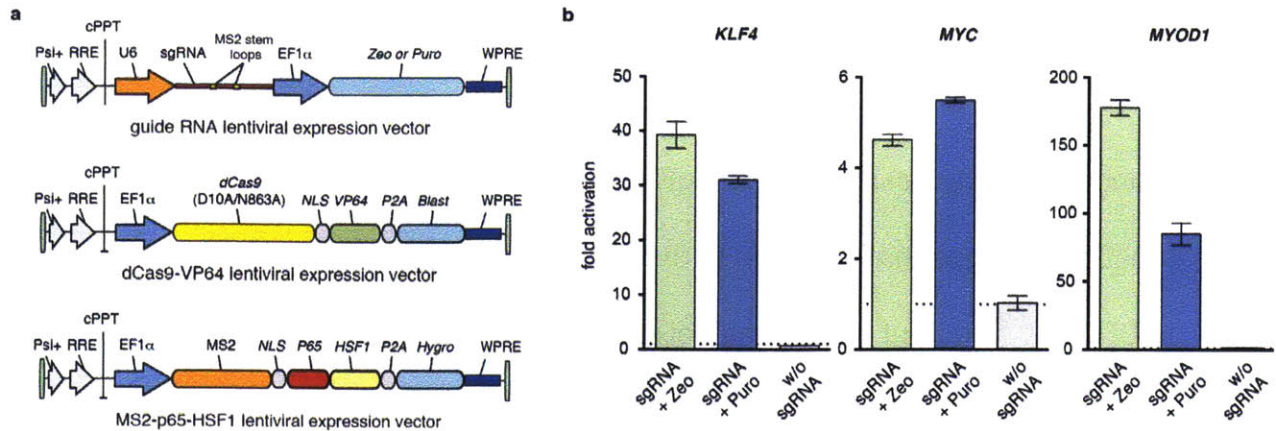 a
cPPT
Psi+ RRE U6 sgRNA MS2 stem loops EF1α Zeo or Puro WPRE
guide RNA lentiviral expression vector
cPPT
Psi+ RRE EF1α dCas9 (D10A/N863A) NLS VP64 P2A Blast WPRE
dCas9-VP64 lentiviral expression vector
cPPT
Psi+ RRE EF1α MS2 NLS P65 HSF1 P2A Hygro WPRE
MS2-p65-HSF1 lentiviral expression vector
b
KLF4
fold activation
50
40
30
20
10
0
sgRNA + Zeo
sgRNA + Puro
w/o sgRNA
MYC
6
4
2
0
sgRNA + Zeo
sgRNA + Puro
w/o sgRNA
MYOD1
200
150
100
50
0
sgRNA + Zeo
sgRNA + Puro
w/o sgRNA